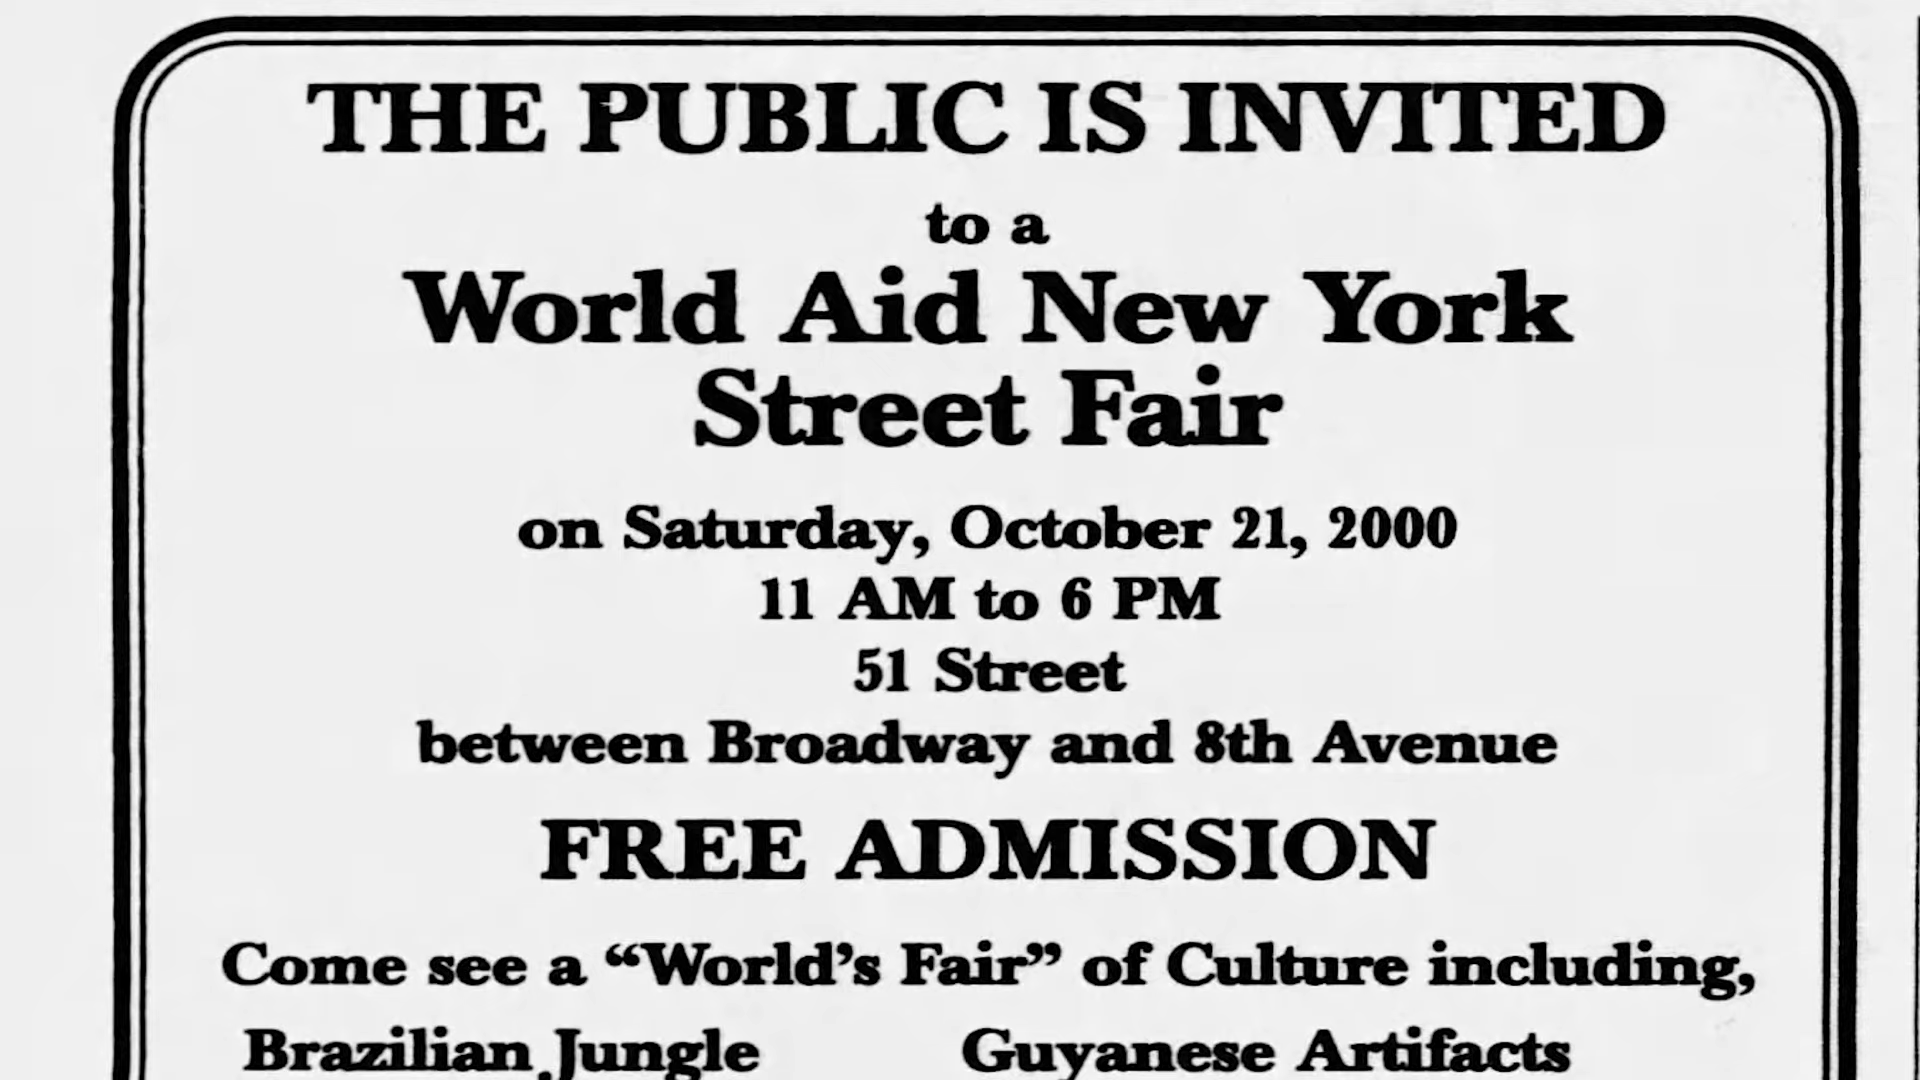 THE PUBLIC IS INVITED
to a
World Aid New York
Street Fair
on Saturday, October 21, 2000
11 AM to 6 PM
51 Street
between Broadway and 8th Avenue
FREE ADMISSION
Come see a “World’s Fair” of Culture including,
Brazilian Jungle Guyanese Artifacts